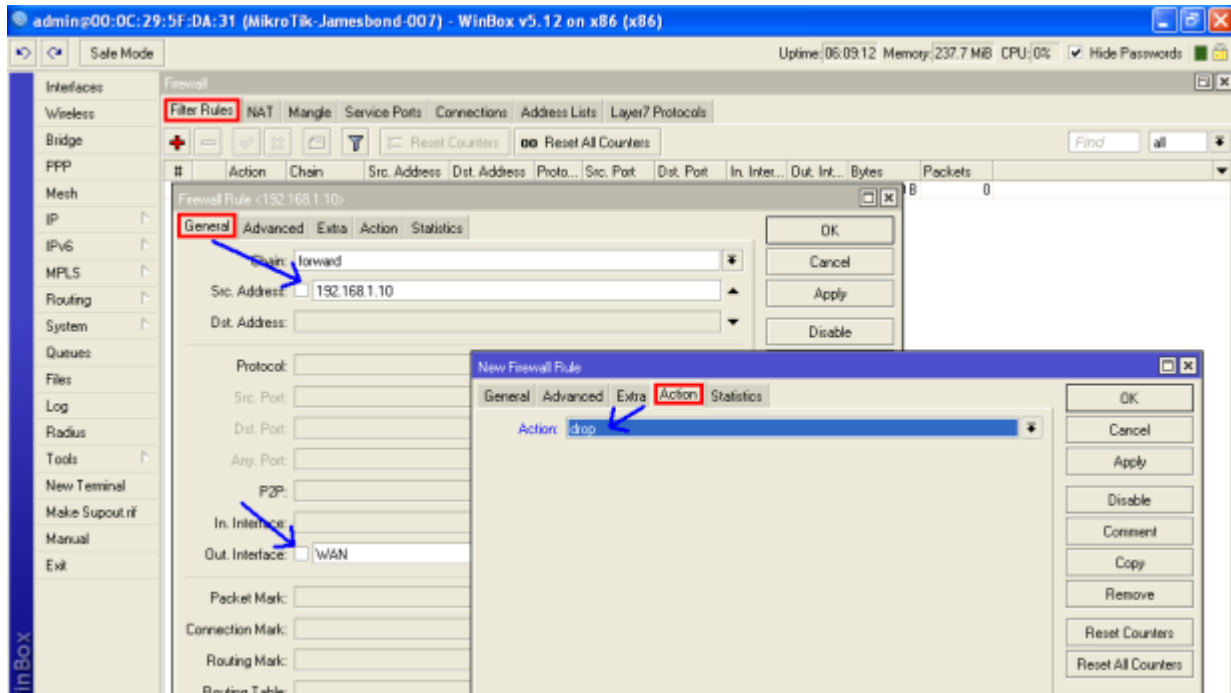 admin@00:0C:29:5F:DA:31 (MikroTik-Jamesbond-007) - WinBox v5.12 on x86 (x86)
Safe Mode Uptime: 06:09:12 Memory: 237.7 MiB CPU: 0% Hide Passwords
Interfaces
Wireless
Bridge
PPP
Mesh
IP
IPv6
MPLS
Routing
System
Queues
Files
Log
Radius
Tools
New Terminal
Make Supout.rif
Manual
Exit
inBox
Firewall
Filter Rules NAT Mangle Service Ports Connections Address Lists Layer7 Protocols
Reset Counters 00 Reset All Counters Find all
# Action Chain Src. Address Dst. Address Proto... Src. Port Dst. Port In. Inter... Out. Int... Bytes Packets
B 0
Firewall Rule <192.168.1.10>
General Advanced Extra Action Statistics
Chain: forward
Src. Address: 192.168.1.10
Dst. Address:
Protocol:
Src. Port:
Dst. Port:
Any. Port:
P2P:
In. Interface:
Out. Interface: WAN
Packet Mark:
Connection Mark:
Routing Mark:
Routing Table:
OK
Cancel
Apply
Disable
New Firewall Rule
General Advanced Extra Action Statistics
Action: drop
OK
Cancel
Apply
Disable
Comment
Copy
Remove
Reset Counters
Reset All Counters